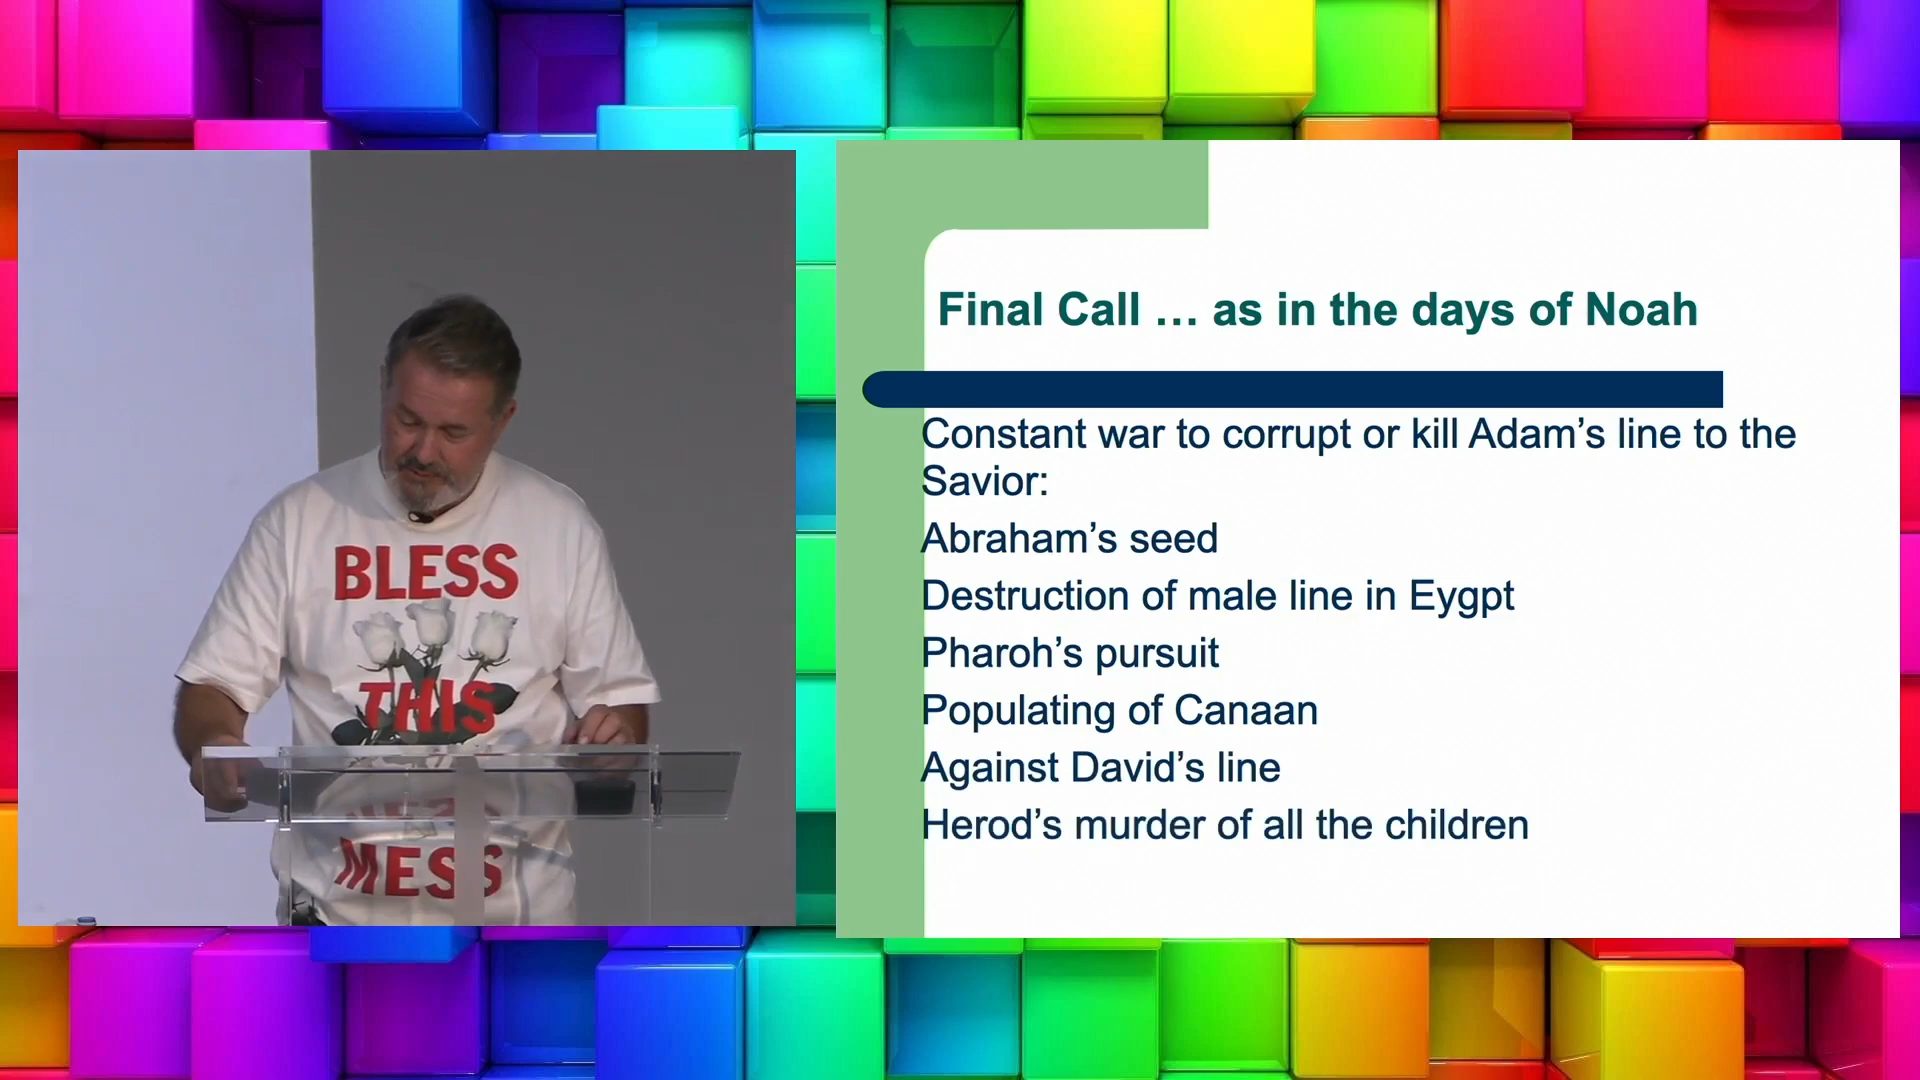 BLESS
THIS
MESS
Final Call … as in the days of Noah
Constant war to corrupt or kill Adam’s line to the
Savior:
Abraham’s seed
Destruction of male line in Eygpt
Pharoh’s pursuit
Populating of Canaan
Against David’s line
Herod’s murder of all the children